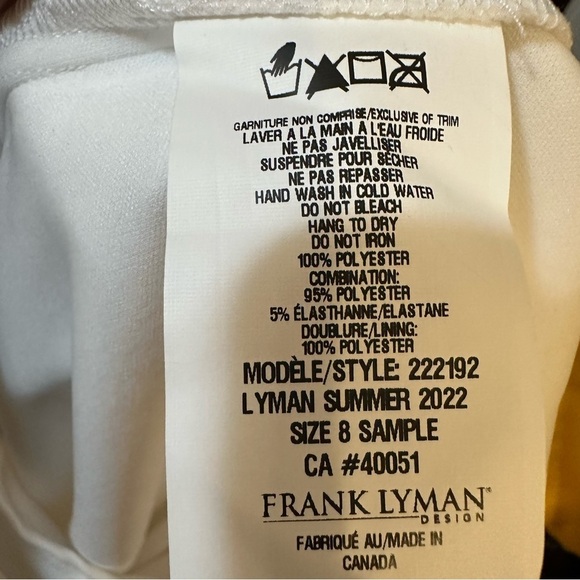 GARNITURE NON COMPRISE/EXCLUSIVE OF TRIM
LAVER A LA MAIN A L'EAU FROIDE
NE PAS JAVELLISER
SUSPENDRE POUR SÉCHER
NE PAS REPASSER
HAND WASH IN COLD WATER
DO NOT BLEACH
HANG TO DRY
DO NOT IRON
100% POLYESTER
COMBINATION:
95% POLYESTER
5% ÉLASTHANNE/ELASTANE
DOUBLURE/LINING:
100% POLYESTER
MODÈLE/STYLE: 222192
LYMAN SUMMER 2022
SIZE 8 SAMPLE
CA #40051
FRANK LYMAN®
DESIGN
FABRIQUÉ AU/MADE IN
CANADA